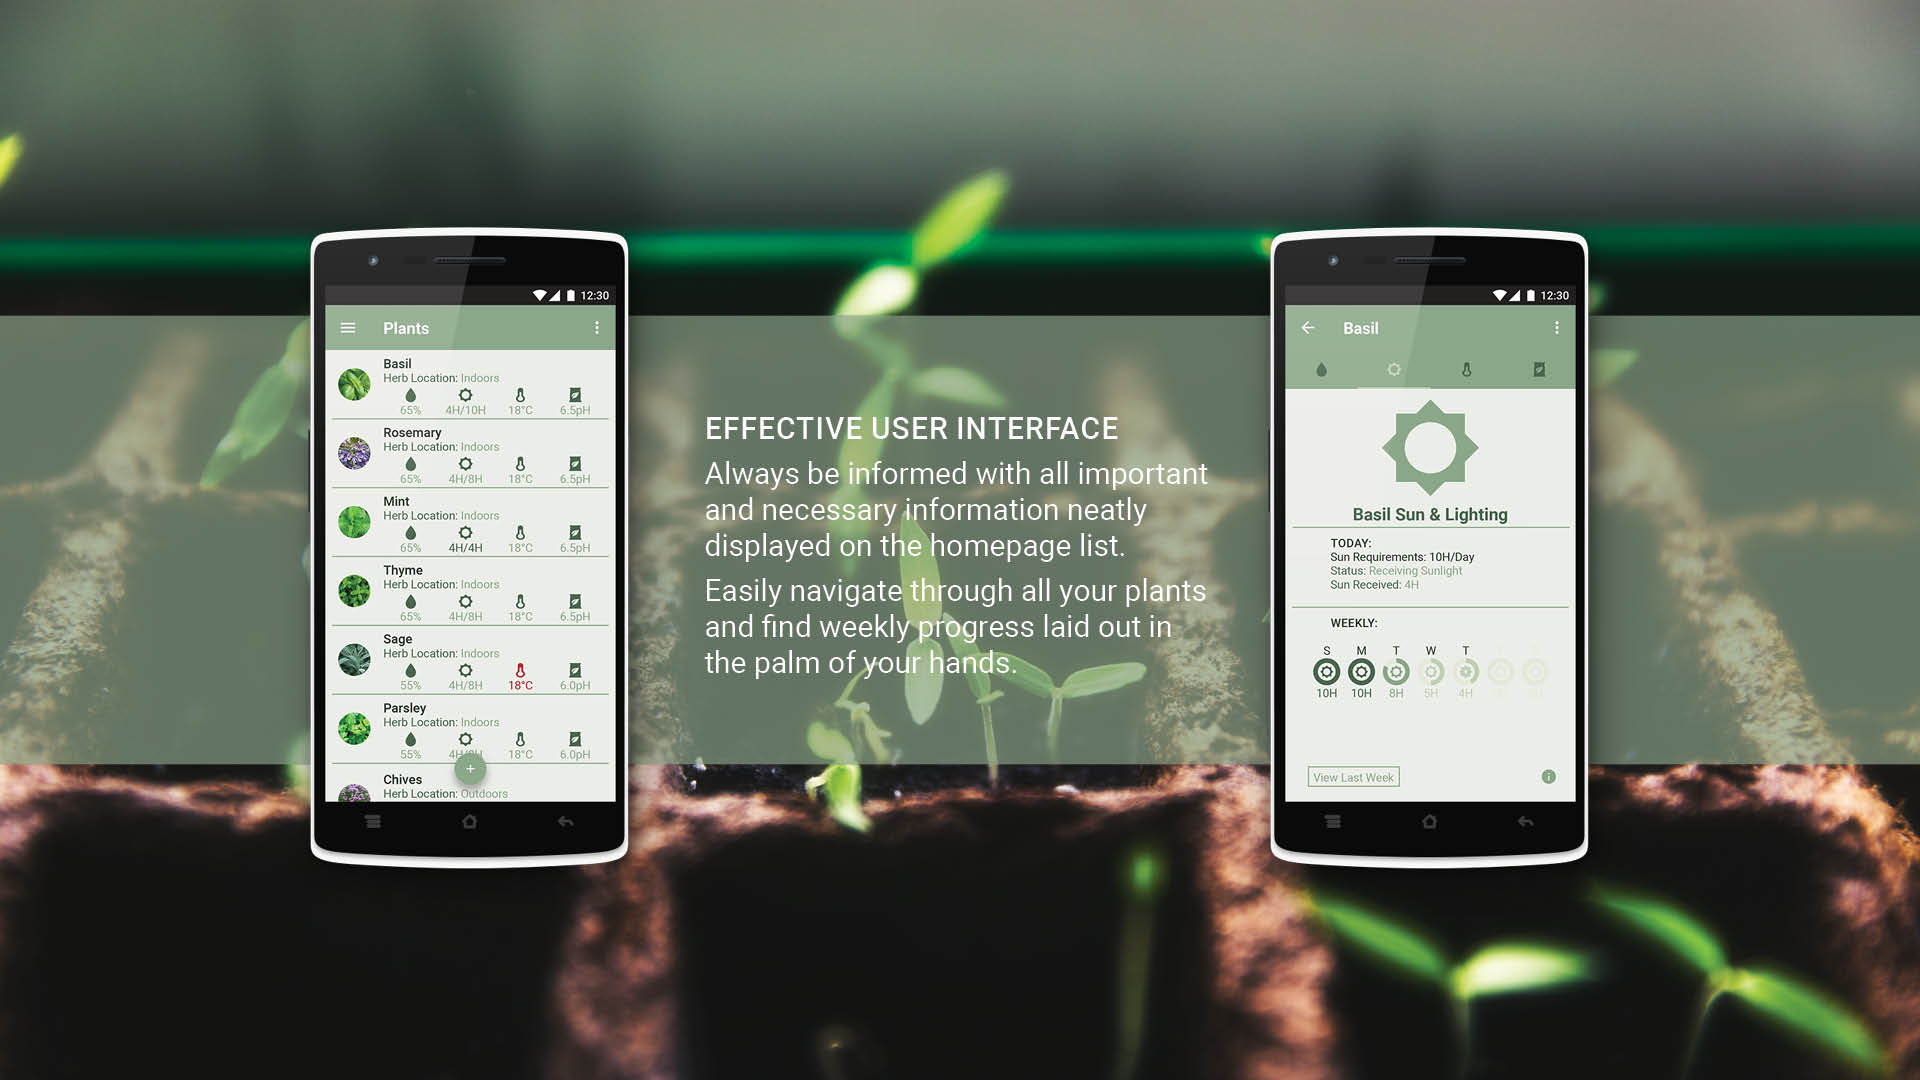 12:30
Plants
Basil
Herb Location: Indoors
65% 4H/10H 18°C 6.5pH
Rosemary
Herb Location: Indoors
65% 4H/8H 18°C 6.5pH
Mint
Herb Location: Indoors
65% 4H/4H 18°C 6.5pH
Thyme
Herb Location: Indoors
65% 4H/8H 18°C 6.5pH
Sage
Herb Location: Indoors
55% 4H/8H 18°C 6.0pH
Parsley
Herb Location: Indoors
55% 18°C 6.0pH
+
Chives
Herb Location: Outdoors
EFFECTIVE USER INTERFACE
Always be informed with all important
and necessary information neatly
displayed on the homepage list.
Easily navigate through all your plants
and find weekly progress laid out in
the palm of your hands.
12:30
Basil
Basil Sun & Lighting
TODAY:
Sun Requirements: 10H/Day
Status: Receiving Sunlight
Sun Received: 4H
WEEKLY:
S M T W T
10H 10H 8H 5H 4H
View Last Week